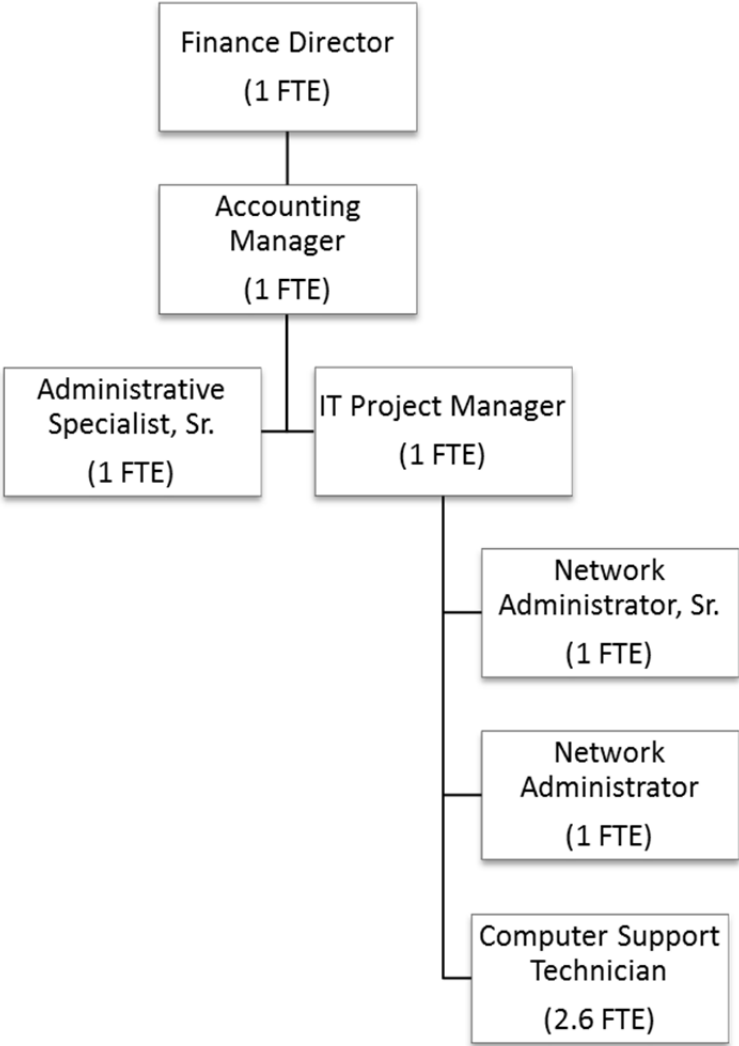 Finance Director
(1 FTE)
Accounting
Manager
(1 FTE)
Administrative
Specialist, Sr.
(1 FTE)
IT Project Manager
(1 FTE)
Network
Administrator, Sr.
(1 FTE)
Network
Administrator
(1 FTE)
Computer Support
Technician
(2.6 FTE)